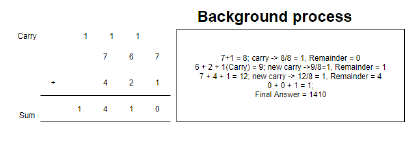 Background process
Carry 1 1 1
7 6 7
+ 4 2 1
Sum 1 4 1 0
7+1 = 8; carry -> 8/8 = 1, Remainder = 0
6 + 2 + 1(Carry) = 9; new carry ->9/8=1, Remainder = 1
7 + 4 + 1 = 12; new carry -> 12/8 = 1, Remainder = 4
0 + 0 + 1 = 1;
Final Answer = 1410